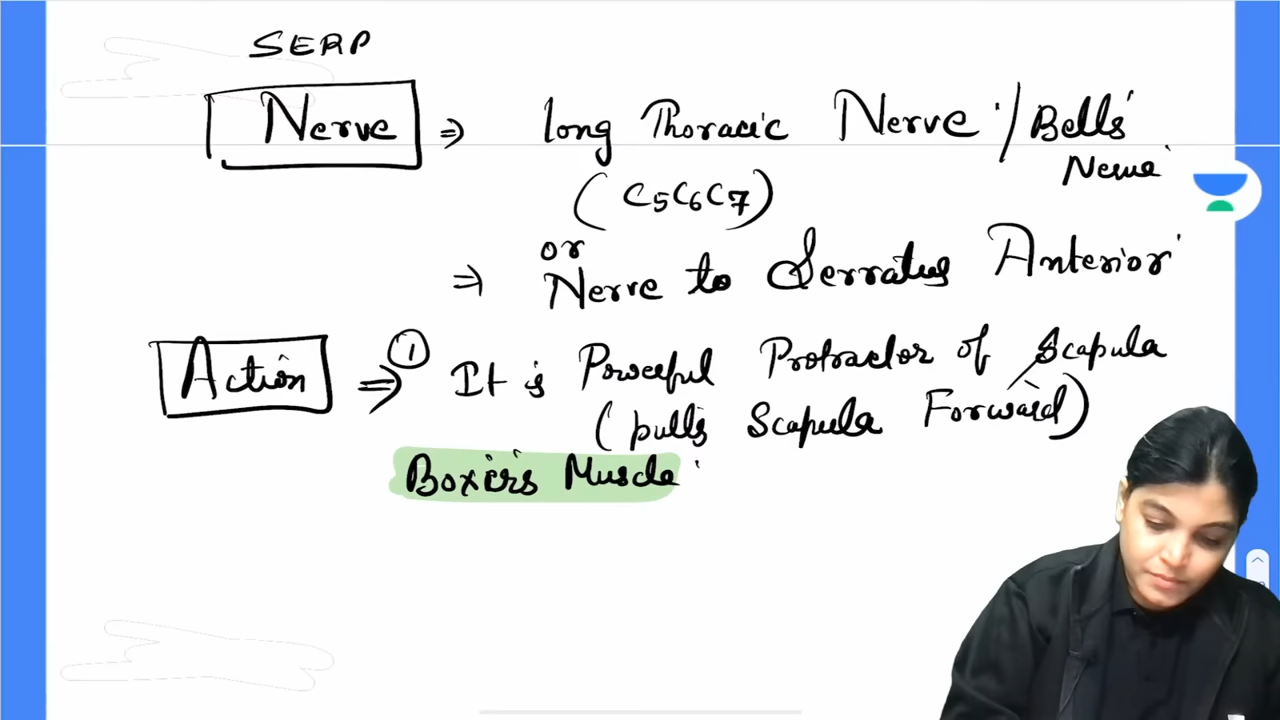 SERP
Nerve ⇒ long Thoracic Nerve / Bells'
Nerve
(C5C6C7)
or
⇒ Nerve to Serratus Anterior
Action ⇒ ① It is Powerful Protractor of Scapula
(pulls Scapula Forward)
Boxer's Muscle